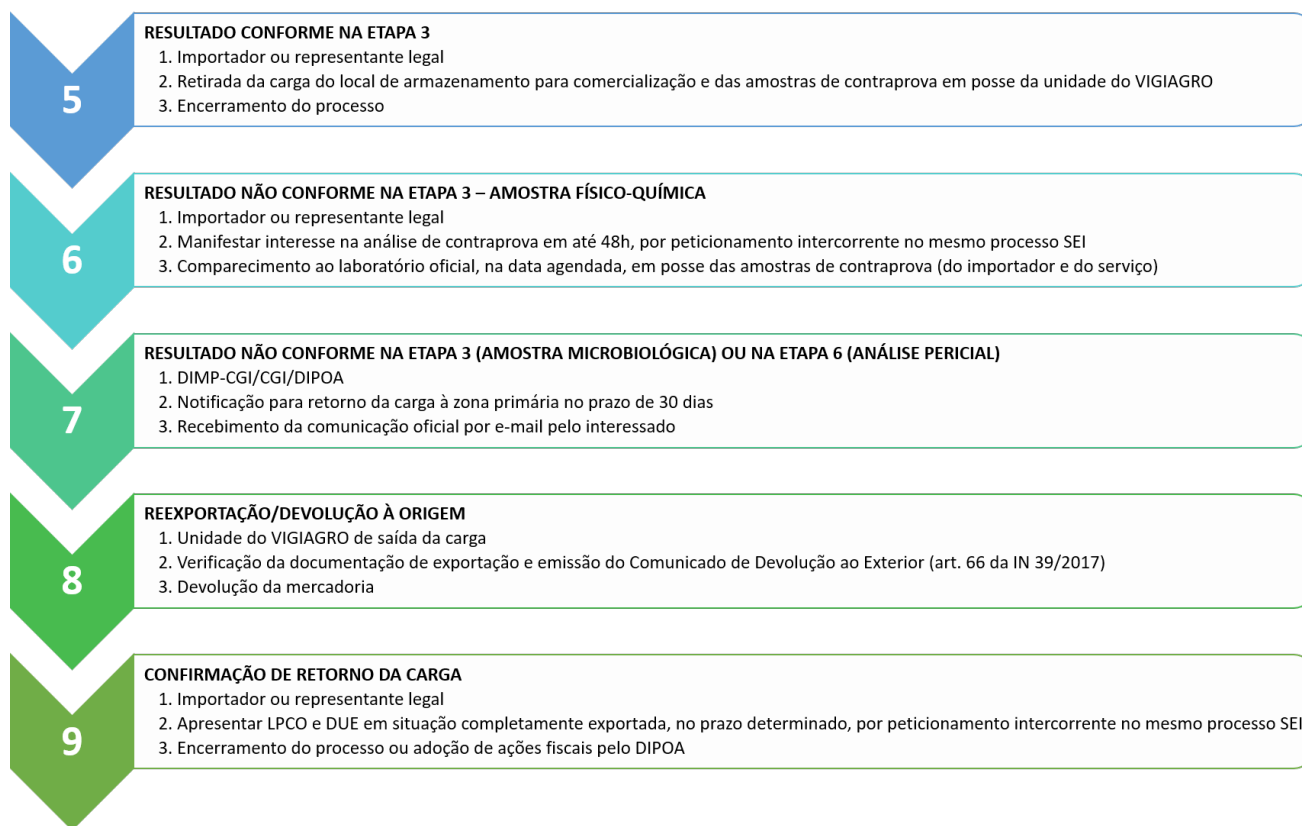 5
RESULTADO CONFORME NA ETAPA 3
1. Importador ou representante legal
2. Retirada da carga do local de armazenamento para comercialização e das amostras de contraprova em posse da unidade do VIGIAGRO
3. Encerramento do processo
6
RESULTADO NÃO CONFORME NA ETAPA 3 – AMOSTRA FÍSICO-QUÍMICA
1. Importador ou representante legal
2. Manifestar interesse na análise de contraprova em até 48h, por peticionamento intercorrente no mesmo processo SEI
3. Comparecimento ao laboratório oficial, na data agendada, em posse das amostras de contraprova (do importador e do serviço)
7
RESULTADO NÃO CONFORME NA ETAPA 3 (AMOSTRA MICROBIOLÓGICA) OU NA ETAPA 6 (ANÁLISE PERICIAL)
1. DIMP-CGI/CGI/DIPOA
2. Notificação para retorno da carga à zona primária no prazo de 30 dias
3. Recebimento da comunicação oficial por e-mail pelo interessado
8
REEXPORTAÇÃO/DEVOLUÇÃO À ORIGEM
1. Unidade do VIGIAGRO de saída da carga
2. Verificação da documentação de exportação e emissão do Comunicado de Devolução ao Exterior (art. 66 da IN 39/2017)
3. Devolução da mercadoria
9
CONFIRMAÇÃO DE RETORNO DA CARGA
1. Importador ou representante legal
2. Apresentar LPCO e DUE em situação completamente exportada, no prazo determinado, por peticionamento intercorrente no mesmo processo SEI
3. Encerramento do processo ou adoção de ações fiscais pelo DIPOA